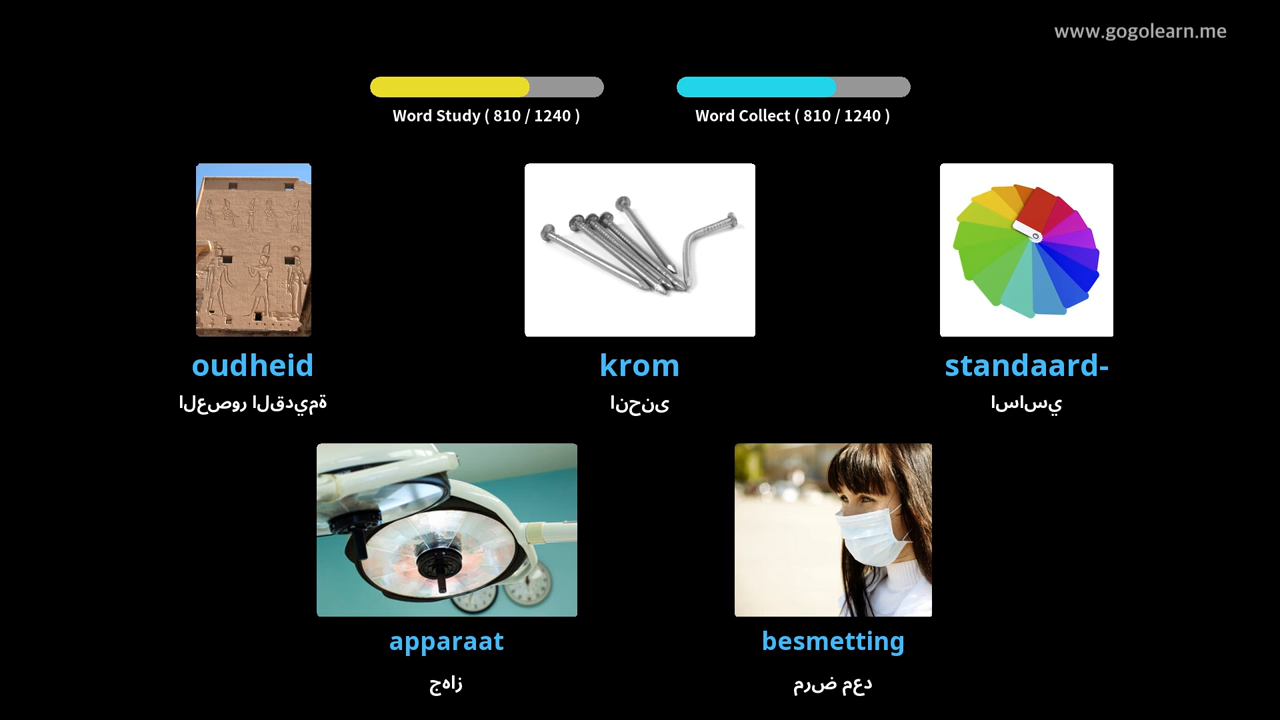 www.gogolearn.me
Word Study ( 810 / 1240 )
Word Collect ( 810 / 1240 )
oudheid
العصور القديمة
krom
انحنى
standaard-
اساسي
apparaat
جهاز
besmetting
مرض معد